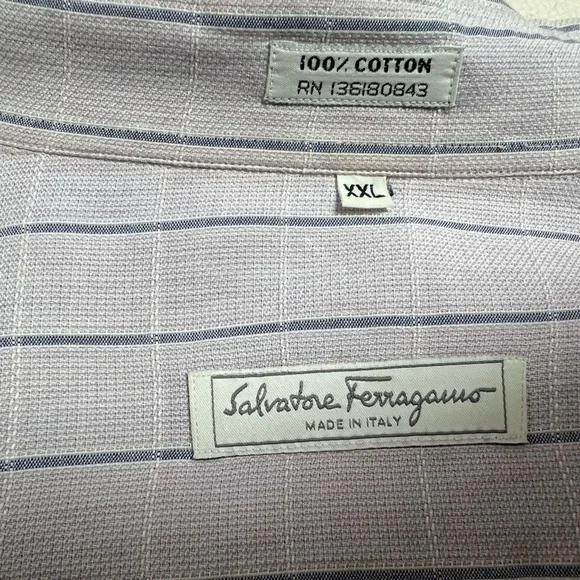 100% COTTON
RN 136180843
XXL
Salvatore Ferragamo
MADE IN ITALY